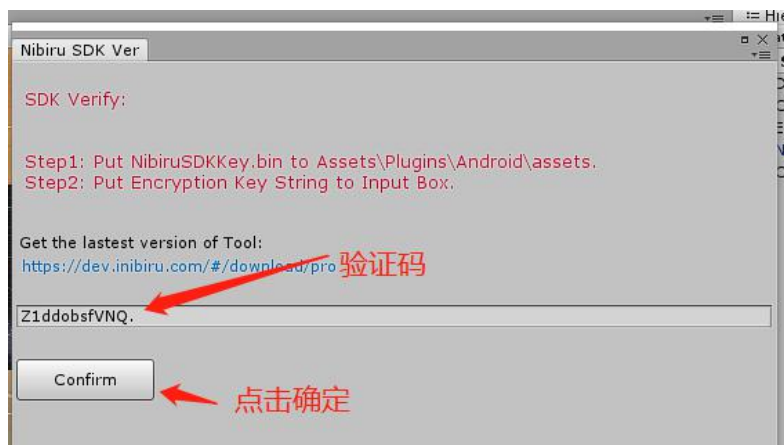 Hie
Nibiru SDK Ver
SDK Verify:
Step1: Put NibiruSDKKey.bin to Assets\Plugins\Android\assets.
Step2: Put Encryption Key String to Input Box.
Get the lastest version of Tool:
https://dev.inibiru.com/#/download/pro
验证码
Z1ddobsfVNQ.
Confirm
点击确定